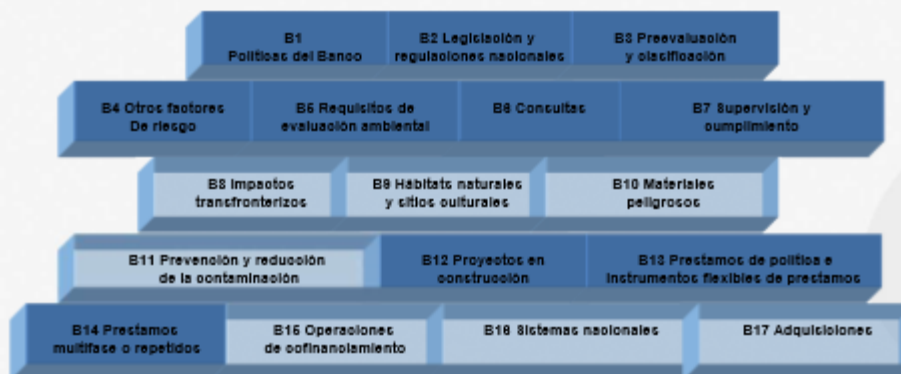 B1
Políticas del Banco
B2 Legislación y
regulaciones nacionales
B3 Preevaluación
y clasificación
B4 Otros factores
De riesgo
B5 Requisitos de
evaluación ambiental
B6 Consultas
B7 Supervisión y
cumplimiento
B8 Impactos
transfronterizos
B9 Hábitats naturales
y sitios culturales
B10 Materiales
peligrosos
B11 Prevención y reducción
de la contaminación
B12 Proyectos en
construcción
B13 Prestamos de política e
instrumentos flexibles de prestamos
B14 Prestamos
multifase o repetidos
B15 Operaciones
de cofinanciamiento
B16 Sistemas nacionales
B17 Adquisiciones